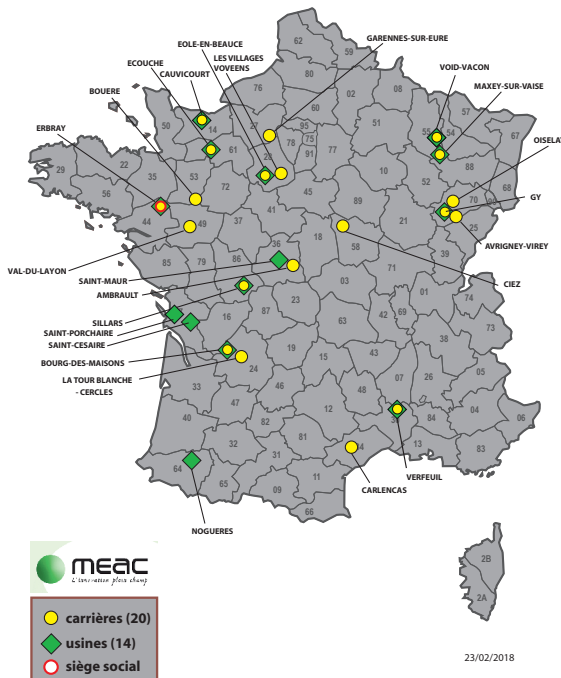 GARENNES-SUR-EURE
EOLE-EN-BEAUCE
LES VILLAGES
VOVEENS
ECOUCHE
CAUVICOURT
BOUERE
ERBRAY
VOID-VACON
MAXEY-SUR-VAISE
OISELAY
GY
AVRIGNEY-VIREY
CIEZ
VAL-DU-LAYON
SAINT-MAUR
AMBRAULT
SILLARS
SAINT-PORCHAIRE
SAINT-CESAIRE
BOURG-DES-MAISONS
LA TOUR BLANCHE
- CERCLES
NOGUERES
CARLENCAS
VERFEUIL
62
59
80
76
02
08
60
50
14
27
95
78
75
91
77
51
55
54
57
67
61
28
29
22
35
53
72
56
45
10
52
88
68
70
90
44
49
37
41
89
21
25
39
85
79
86
36
18
58
71
03
01
74
16
87
23
63
42
69
73
38
19
15
43
24
33
47
46
07
26
05
48
12
40
82
32
81
30
84
04
06
13
83
31
34
11
64
65
09
66
2B
2A
meac
L'innovation plein champ
carrières (20)
usines (14)
siège social
23/02/2018